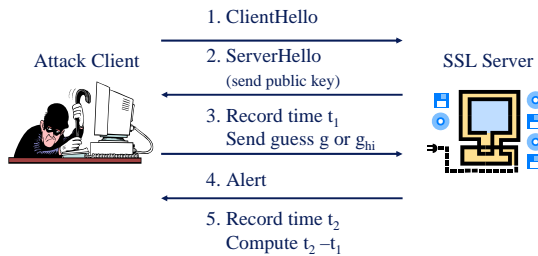 1. ClientHello
Attack Client
2. ServerHello
(send public key)
SSL Server
3. Record time t₁
Send guess g or g_hi
4. Alert
5. Record time t₂
Compute t₂ –t₁